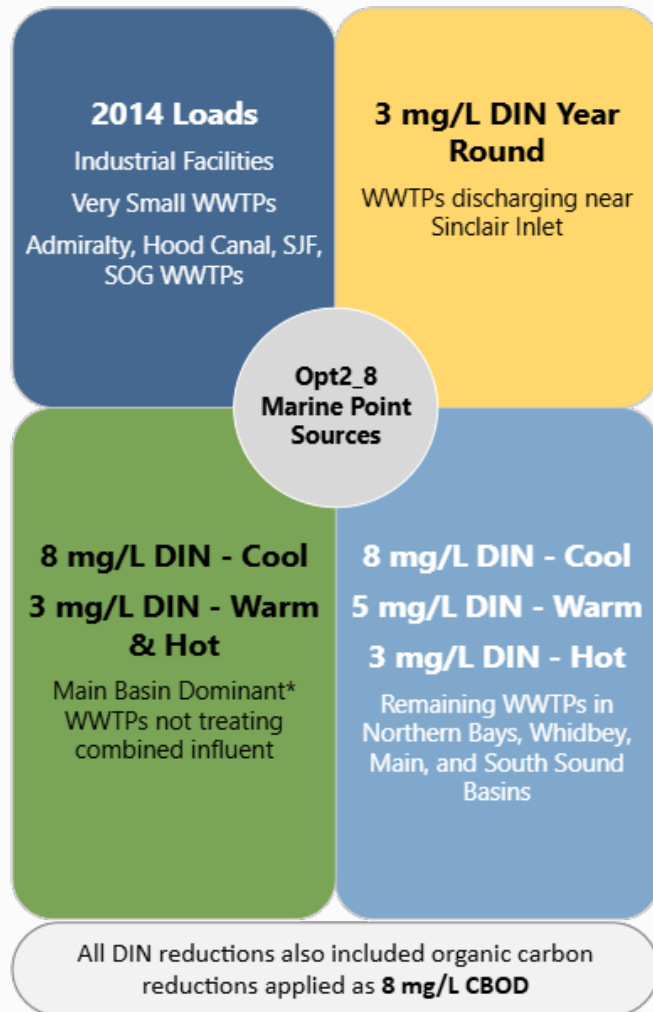 2014 Loads
Industrial Facilities
Very Small WWTPs
Admiralty, Hood Canal, SJF,
SOG WWTPs
3 mg/L DIN Year
Round
WWTPs discharging near
Sinclair Inlet
Opt2_8
Marine Point
Sources
8 mg/L DIN - Cool
3 mg/L DIN - Warm
& Hot
Main Basin Dominant*
WWTPs not treating
combined influent
8 mg/L DIN - Cool
5 mg/L DIN - Warm
3 mg/L DIN - Hot
Remaining WWTPs in
Northern Bays, Whidbey,
Main, and South Sound
Basins
All DIN reductions also included organic carbon
reductions applied as 8 mg/L CBOD